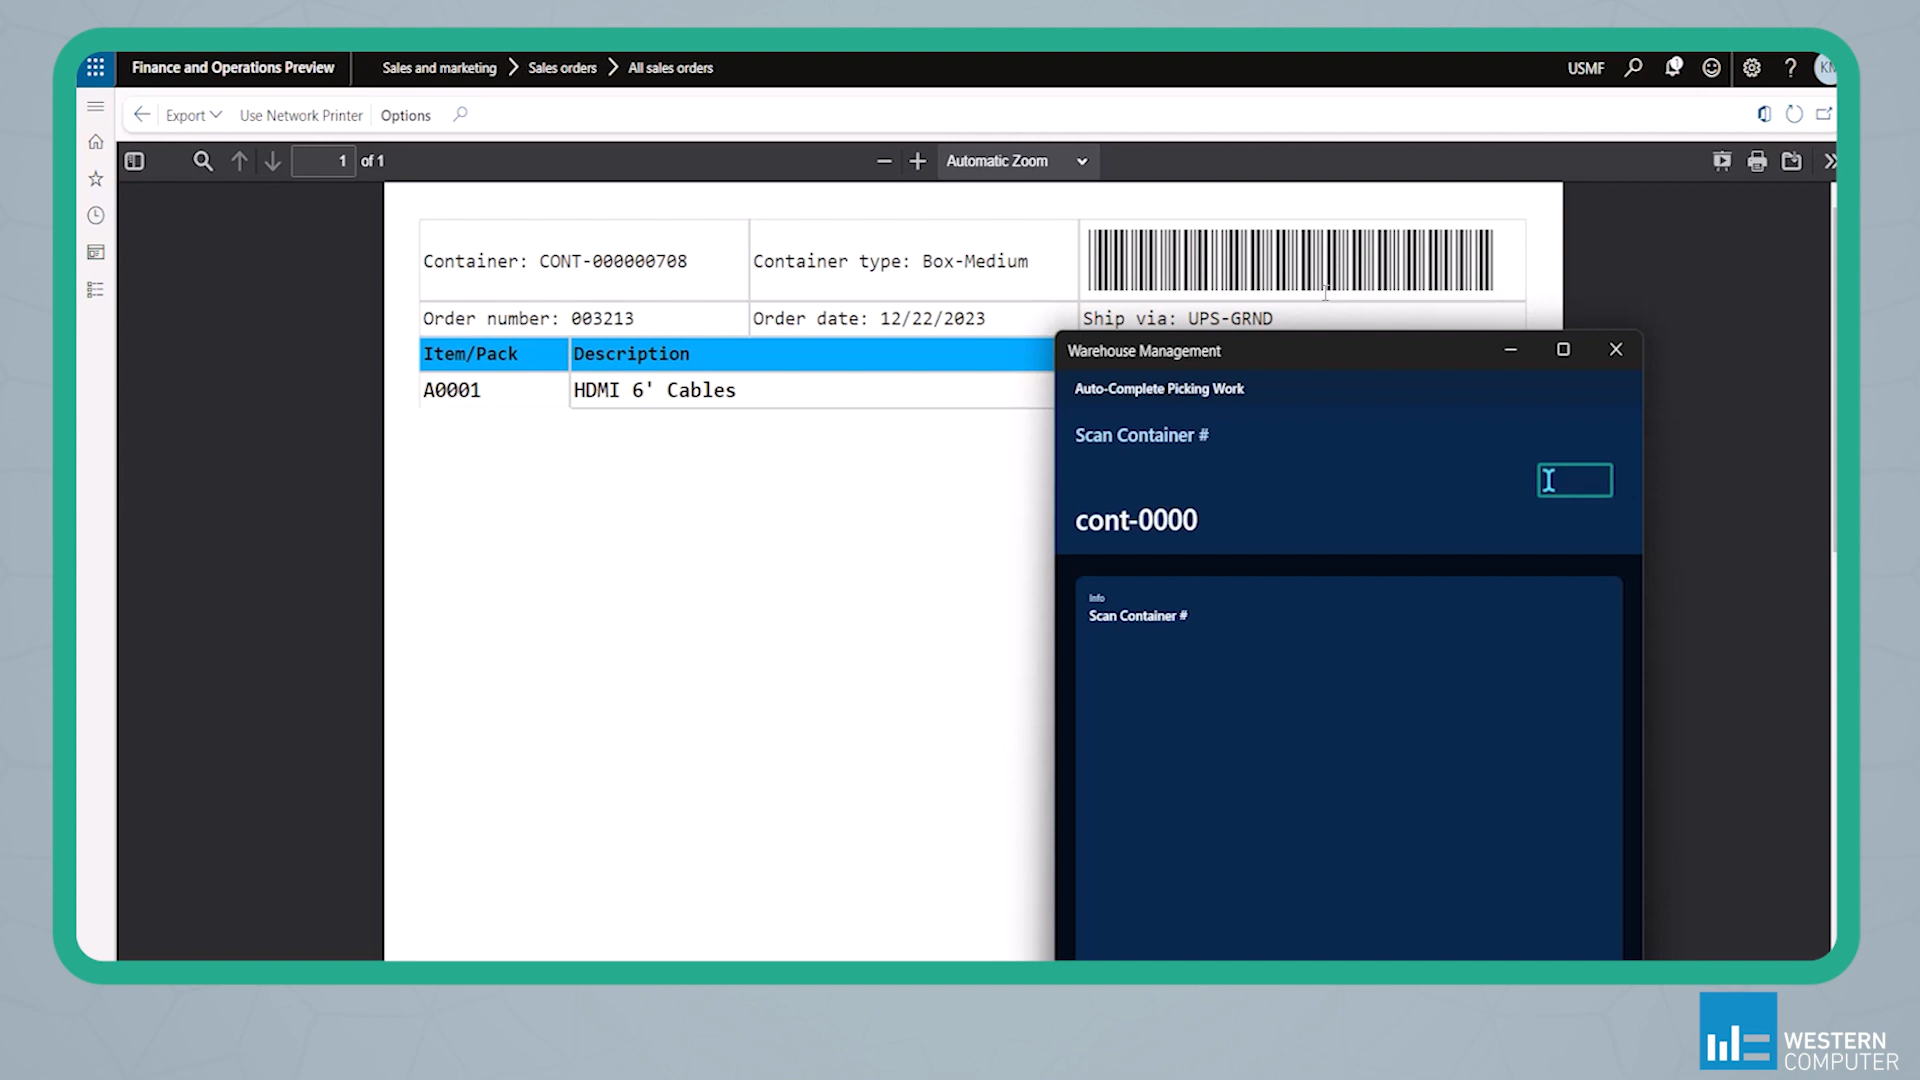 Finance and Operations Preview
Sales and marketing
Sales orders
All sales orders
USMF
1
Export
Use Network Printer
Options
1 of 1
Automatic Zoom
Container: CONT-000000708
Container type: Box-Medium
Order number: 003213
Order date: 12/22/2023
Ship via: UPS-GRND
Item/Pack
Description
A0001
HDMI 6' Cables
Warehouse Management
Auto-Complete Picking Work
Scan Container #
cont-0000
Info
Scan Container #
WESTERN
COMPUTER